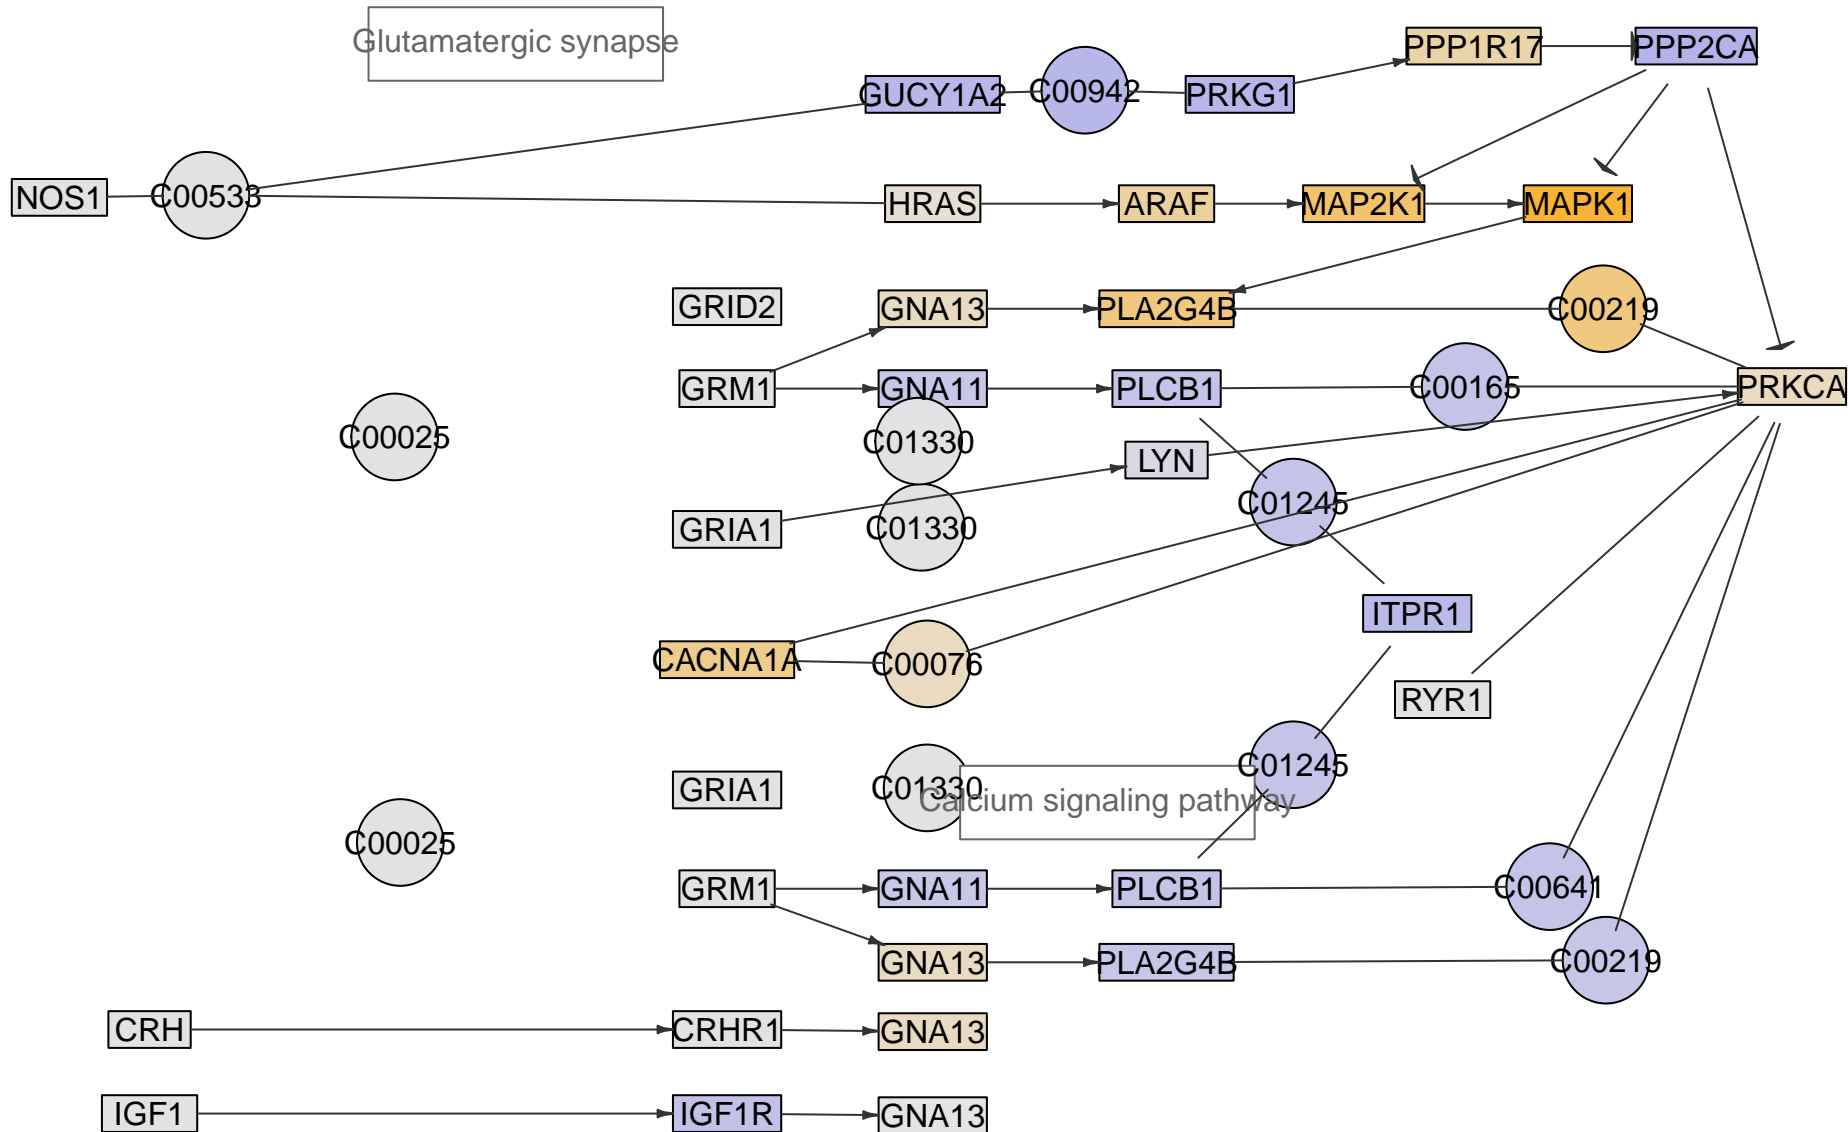 Glutamatergic synapse
PPP1R17
PPP2CA
GUCY1A2
C00942
PRKG1
NOS1
C00533
HRAS
ARAF
MAP2K1
MAPK1
GRID2
GNA13
PLA2G4B
C00219
GRM1
GNA11
PLCB1
C00165
PRKCA
C00025
C01330
LYN
C01245
GRIA1
C01330
ITPR1
CACNA1A
C00076
RYR1
C01245
GRIA1
C01330
Calcium signaling pathway
C00025
GRM1
GNA11
PLCB1
C00641
GNA13
PLA2G4B
C00219
CRH
CRHR1
GNA13
IGF1
IGF1R
GNA13